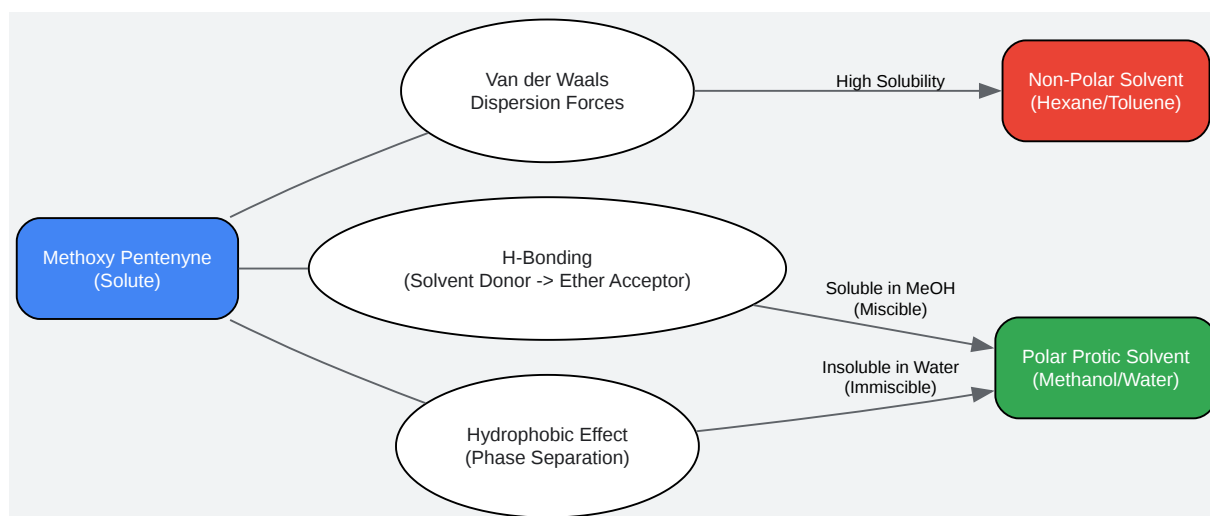 Van der Waals
Dispersion Forces
High Solubility
Non-Polar Solvent
(Hexane/Toluene)
Methoxy Pentenyne
(Solute)
H-Bonding
(Solvent Donor -> Ether Acceptor)
Soluble in MeOH
(Miscible)
Insoluble in Water
(Immiscible)
Polar Protic Solvent
(Methanol/Water)
Hydrophobic Effect
(Phase Separation)